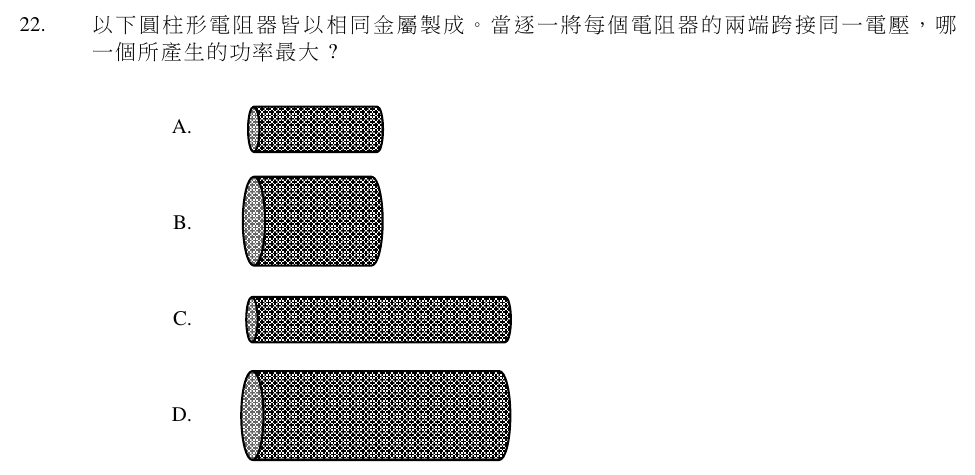 22. 以下圓柱形電阻器皆以相同金屬製成。當逐一將每個電阻器的兩端跨接同一電壓，哪
一個所產生的功率最大？
A.
B.
C.
D.